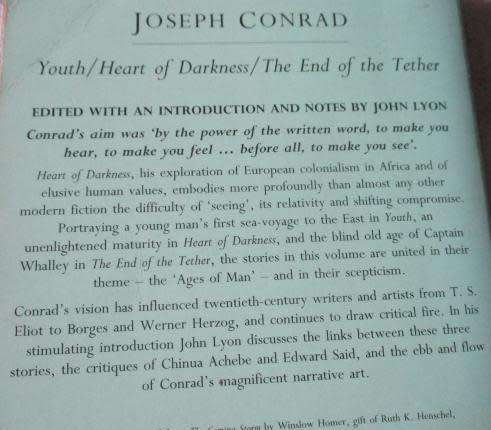 JOSEPH CONRAD
Youth/Heart of Darkness/The End of the Tether
EDITED WITH AN INTRODUCTION AND NOTES BY JOHN LYON
Conrad's aim was 'by the power of the written word, to make you
hear, to make you feel ... before all, to make you see'.
Heart of Darkness, his exploration of European colonialism in Africa and of
elusive human values, embodies more profoundly than almost any other
modern fiction the difficulty of 'seeing', its relativity and shifting compromise.
Portraying a young man's first sea-voyage to the East in Youth, an
unenlightened maturity in Heart of Darkness, and the blind old age of Captain
Whalley in The End of the Tether, the stories in this volume are united in their
theme – the 'Ages of Man' – and in their scepticism.
Conrad's vision has influenced twentieth-century writers and artists from T. S.
Eliot to Borges and Werner Herzog, and continues to draw critical fire. In his
stimulating introduction John Lyon discusses the links between these three
stories, the critiques of Chinua Achebe and Edward Said, and the ebb and flow
of Conrad's magnificent narrative art.
Storm by Winslow Homer, gift of Ruth K. Henschel,